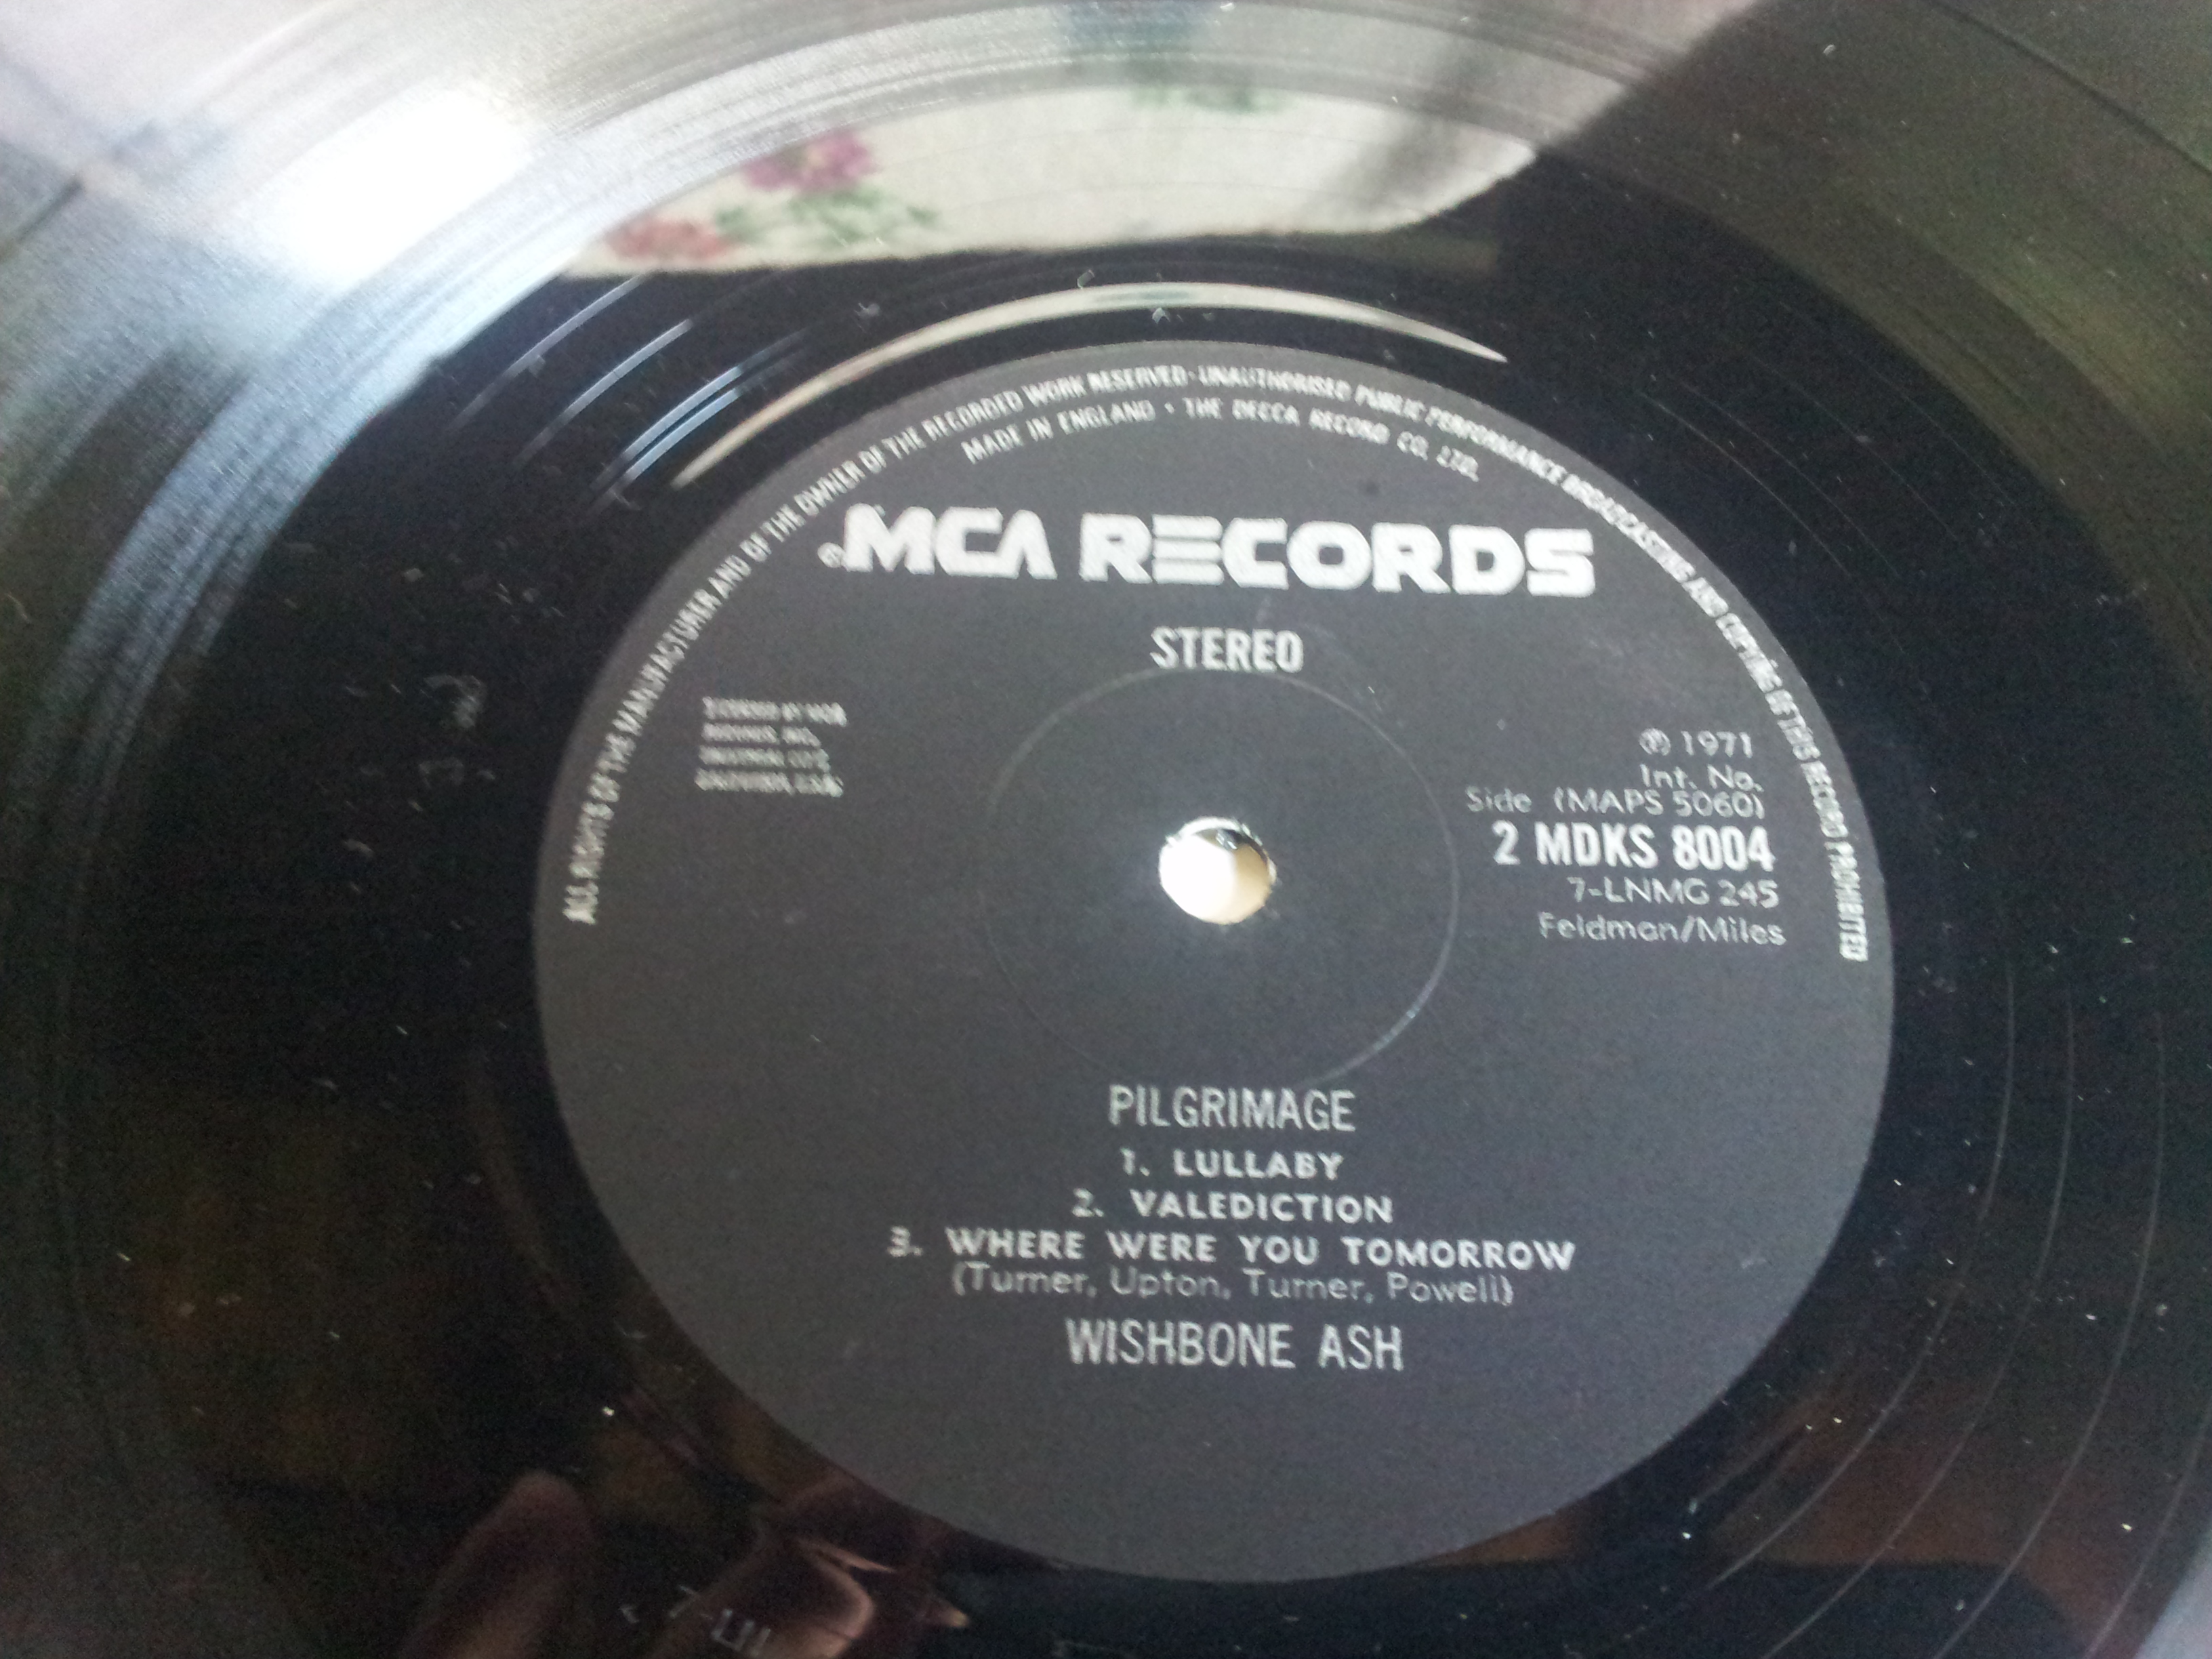 ALL RIGHTS OF THE MANUFACTURER AND OF THE OWNER OF THE RECORDED WORK RESERVED · UNAUTHORISED PUBLIC PERFORMANCE BROADCASTING AND COPYING OF THIS RECORD PROHIBITED
MADE IN ENGLAND · THE DECCA RECORD CO. LTD.
MCA RECORDS
STEREO
℗ 1971
Int. No.
Side (MAPS 5060)
2 MDKS 8004
7-LNMG 245
Feldman/Miles
PILGRIMAGE
1. LULLABY
2. VALEDICTION
3. WHERE WERE YOU TOMORROW
(Turner, Upton, Turner, Powell)
WISHBONE ASH